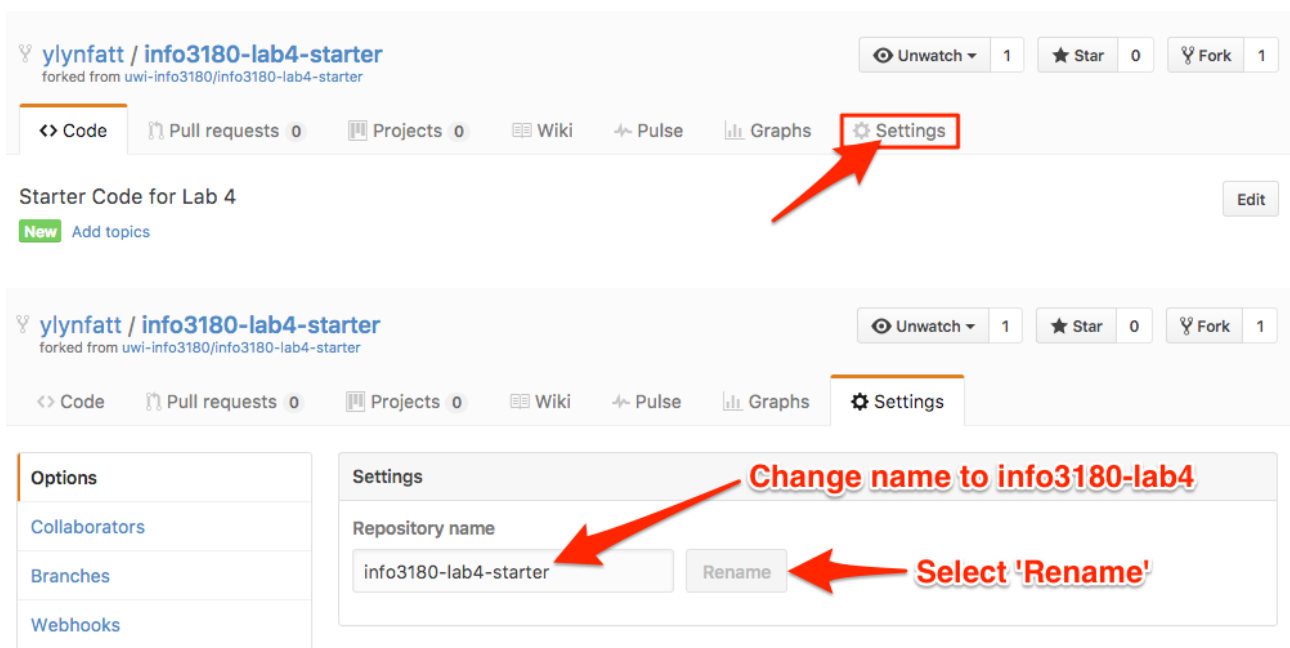 ylynfatt / info3180-lab4-starter
forked from uwi-info3180/info3180-lab4-starter
Unwatch 1 Star 0 Fork 1
<> Code Pull requests 0 Projects 0 Wiki Pulse Graphs Settings
Starter Code for Lab 4
Edit
New Add topics
ylynfatt / info3180-lab4-starter
forked from uwi-info3180/info3180-lab4-starter
Unwatch 1 Star 0 Fork 1
<> Code Pull requests 0 Projects 0 Wiki Pulse Graphs Settings
Options
Collaborators
Branches
Webhooks
Settings
Change name to info3180-lab4
Repository name
info3180-lab4-starter
Rename
Select 'Rename'